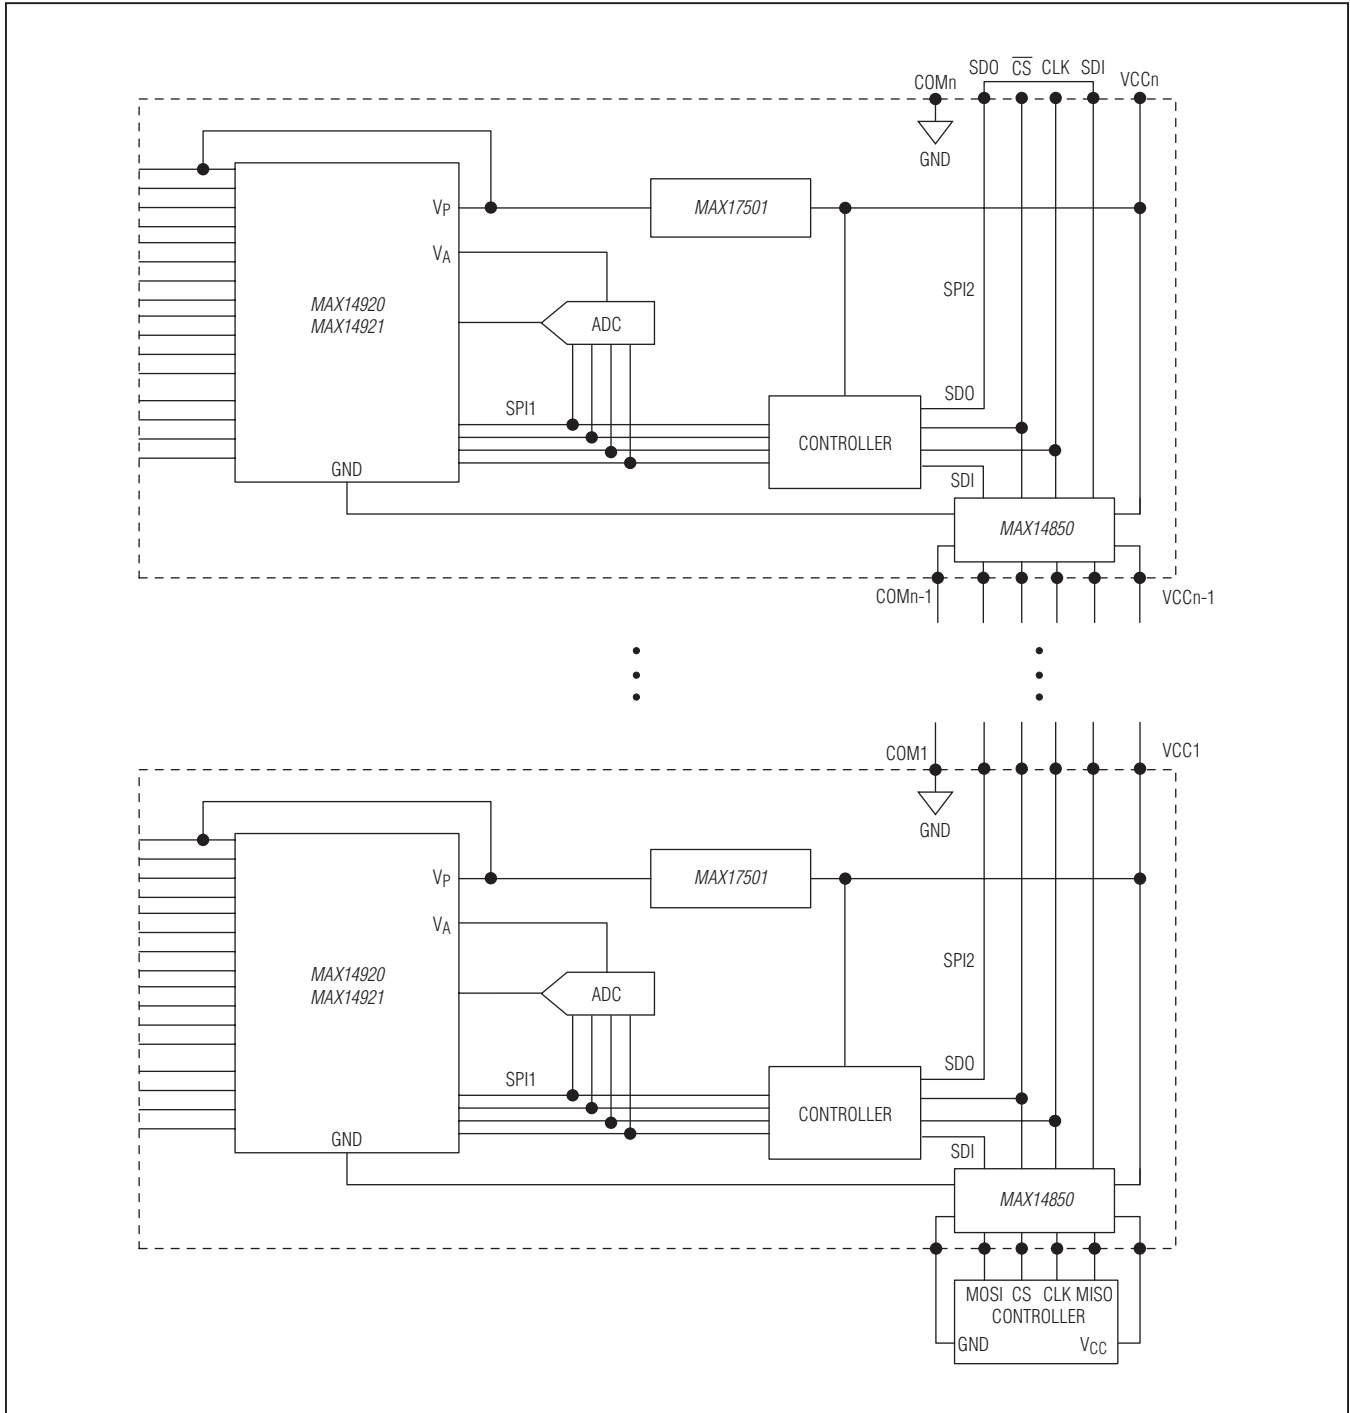 SDO C̅S̅ CLK SDI
COMn VCCn
GND
VP MAX17501
VA
MAX14920
MAX14921
ADC
SPI2
SDO
SPI1
CONTROLLER
GND
SDI
MAX14850
COMn-1 VCCn-1
COM1 VCC1
GND
VP MAX17501
VA
MAX14920
MAX14921
ADC
SPI2
SDO
SPI1
CONTROLLER
GND
SDI
MAX14850
MOSI CS CLK MISO
CONTROLLER
GND VCC